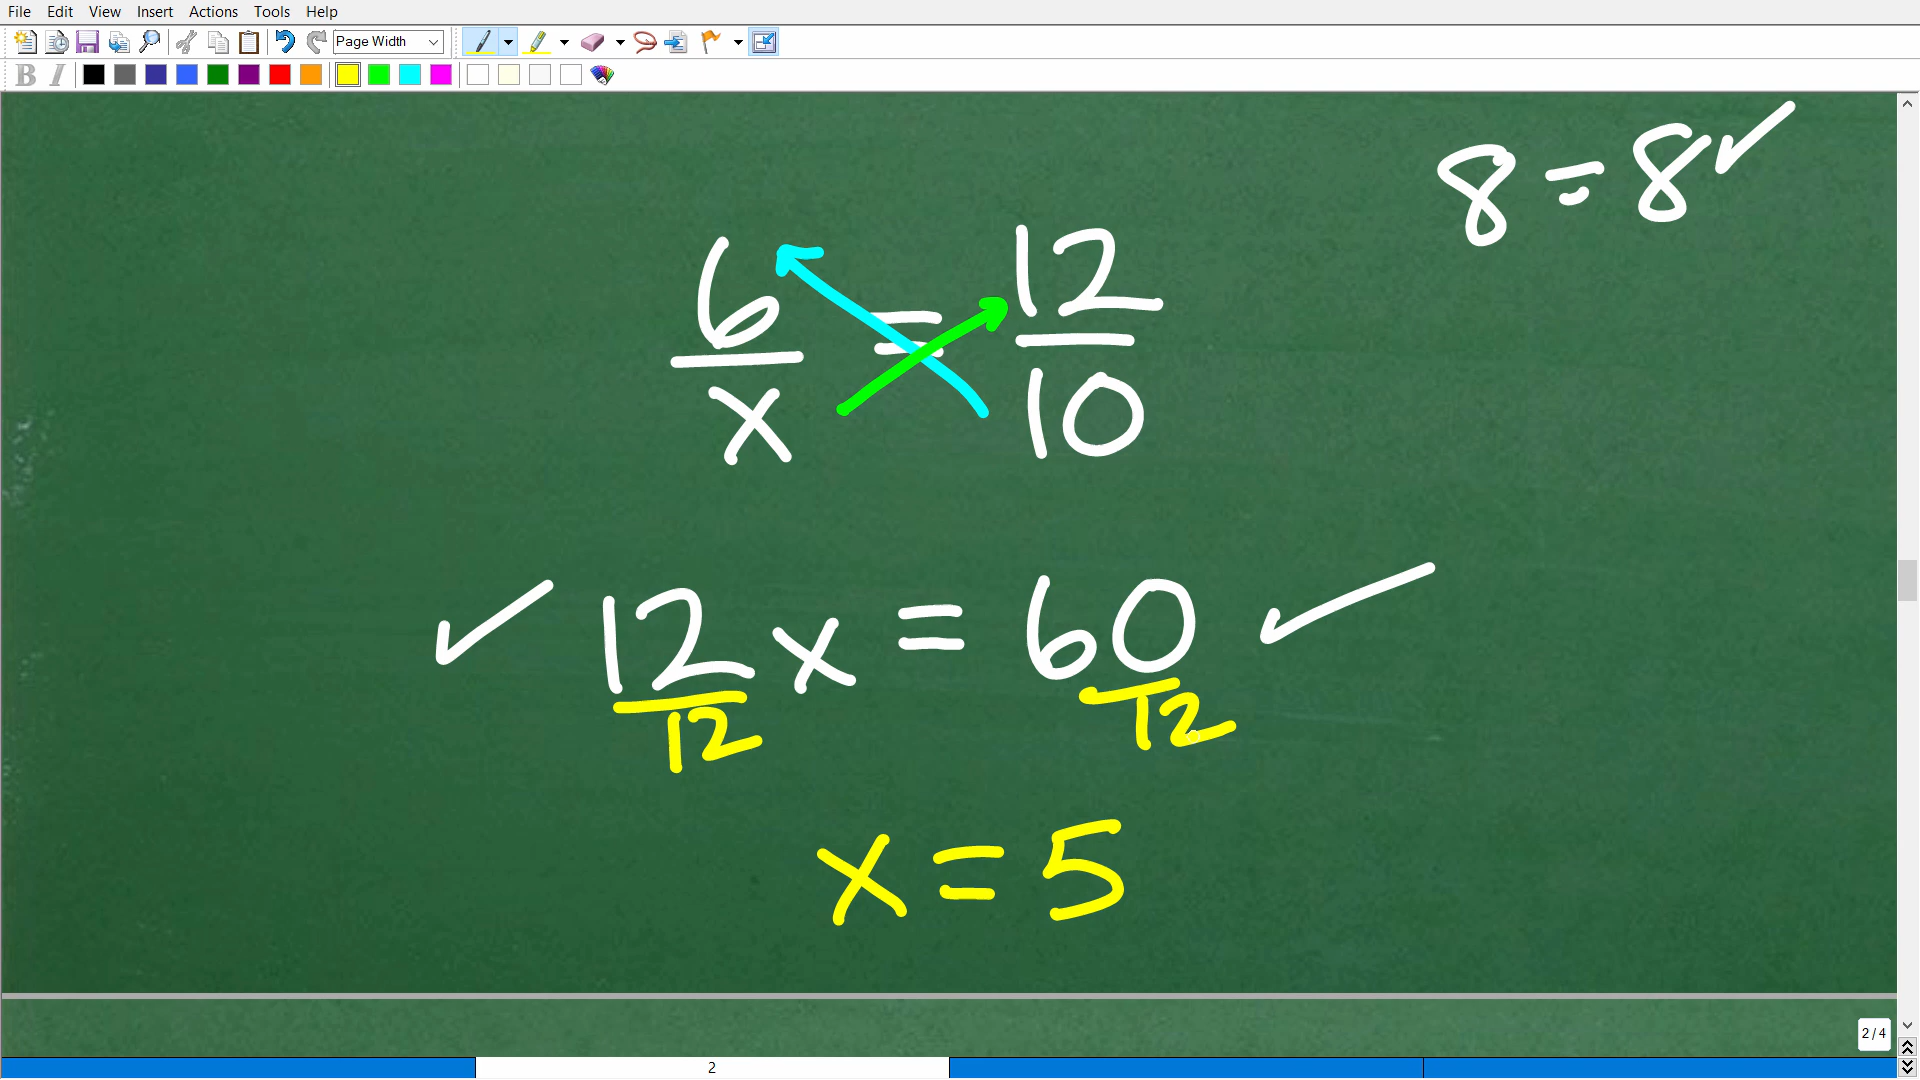 File Edit View Insert Actions Tools Help
Page Width
B I
8 = 8 ✓
6/x = 12/10
✓ 12x = 60 ✓
12 12
x = 5
2 / 4
2